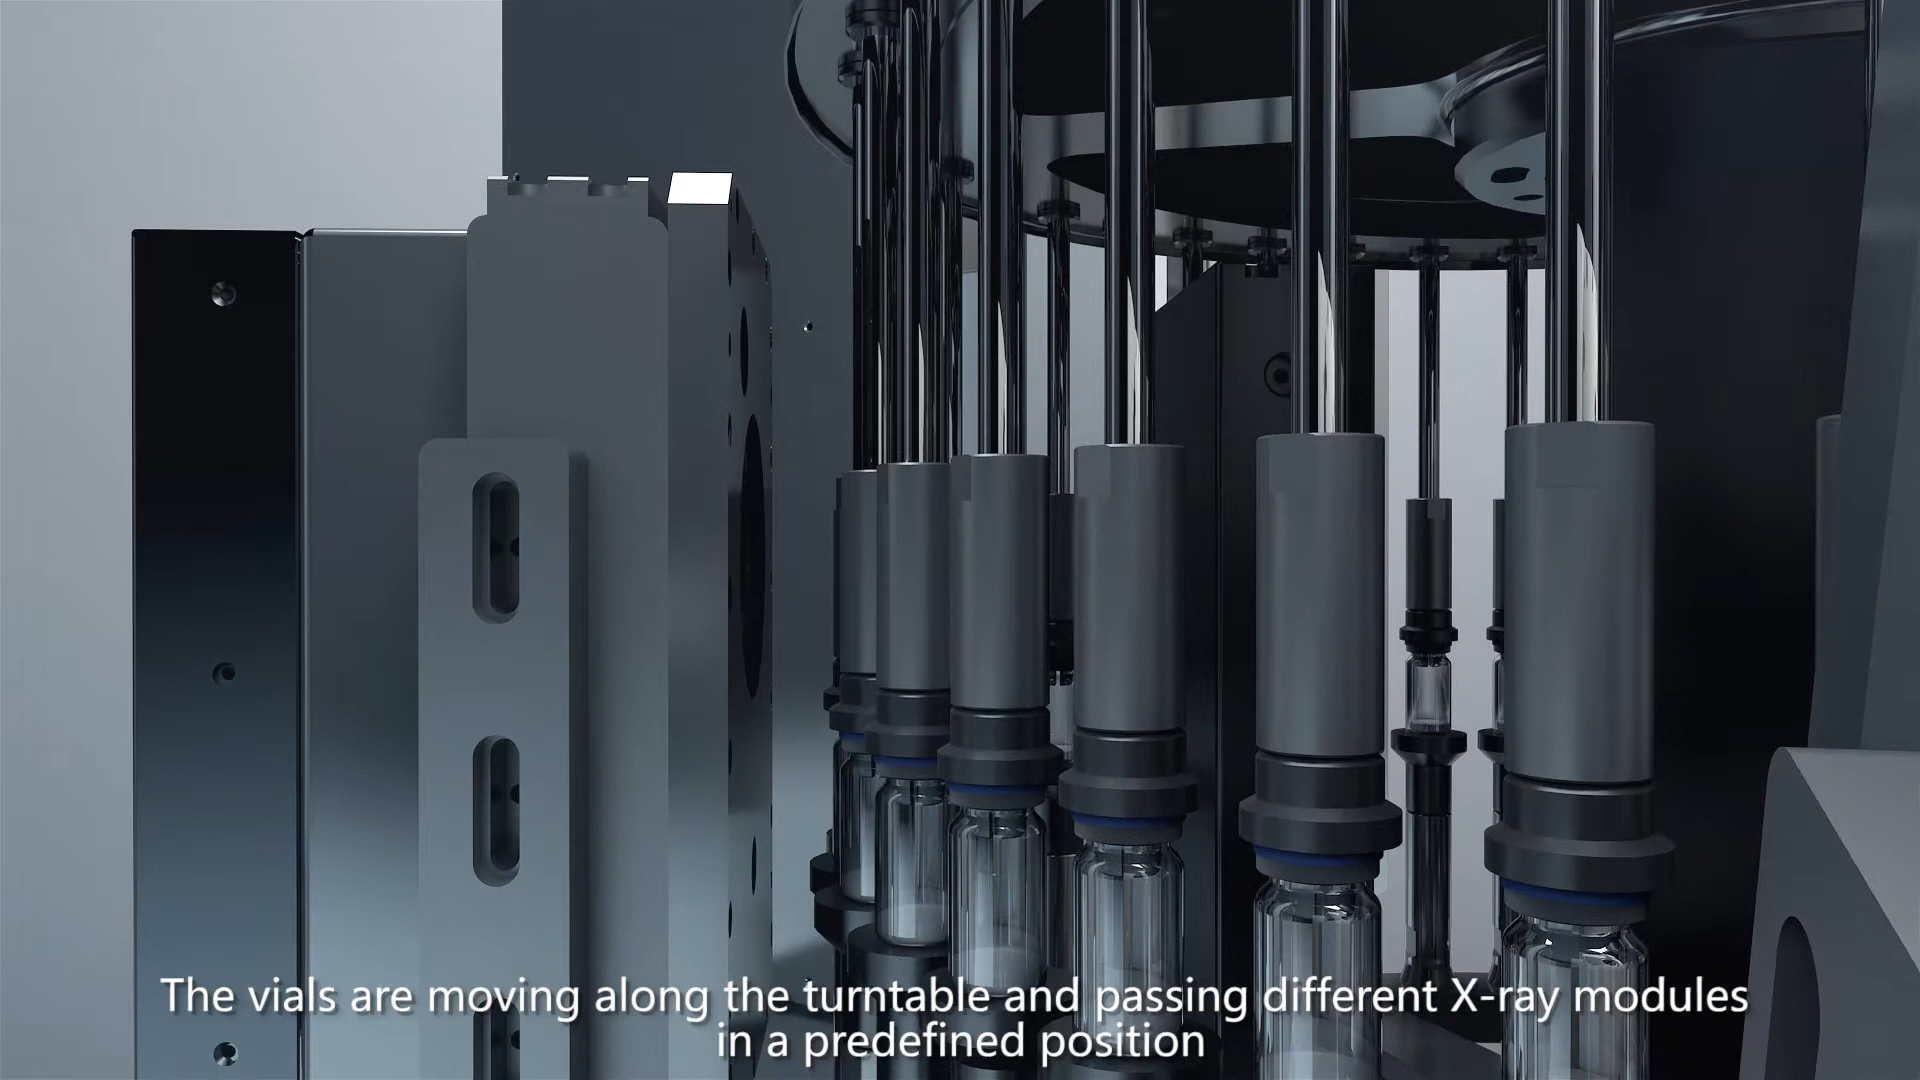 The vials are moving along the turntable and passing different X-ray modules
in a predefined position